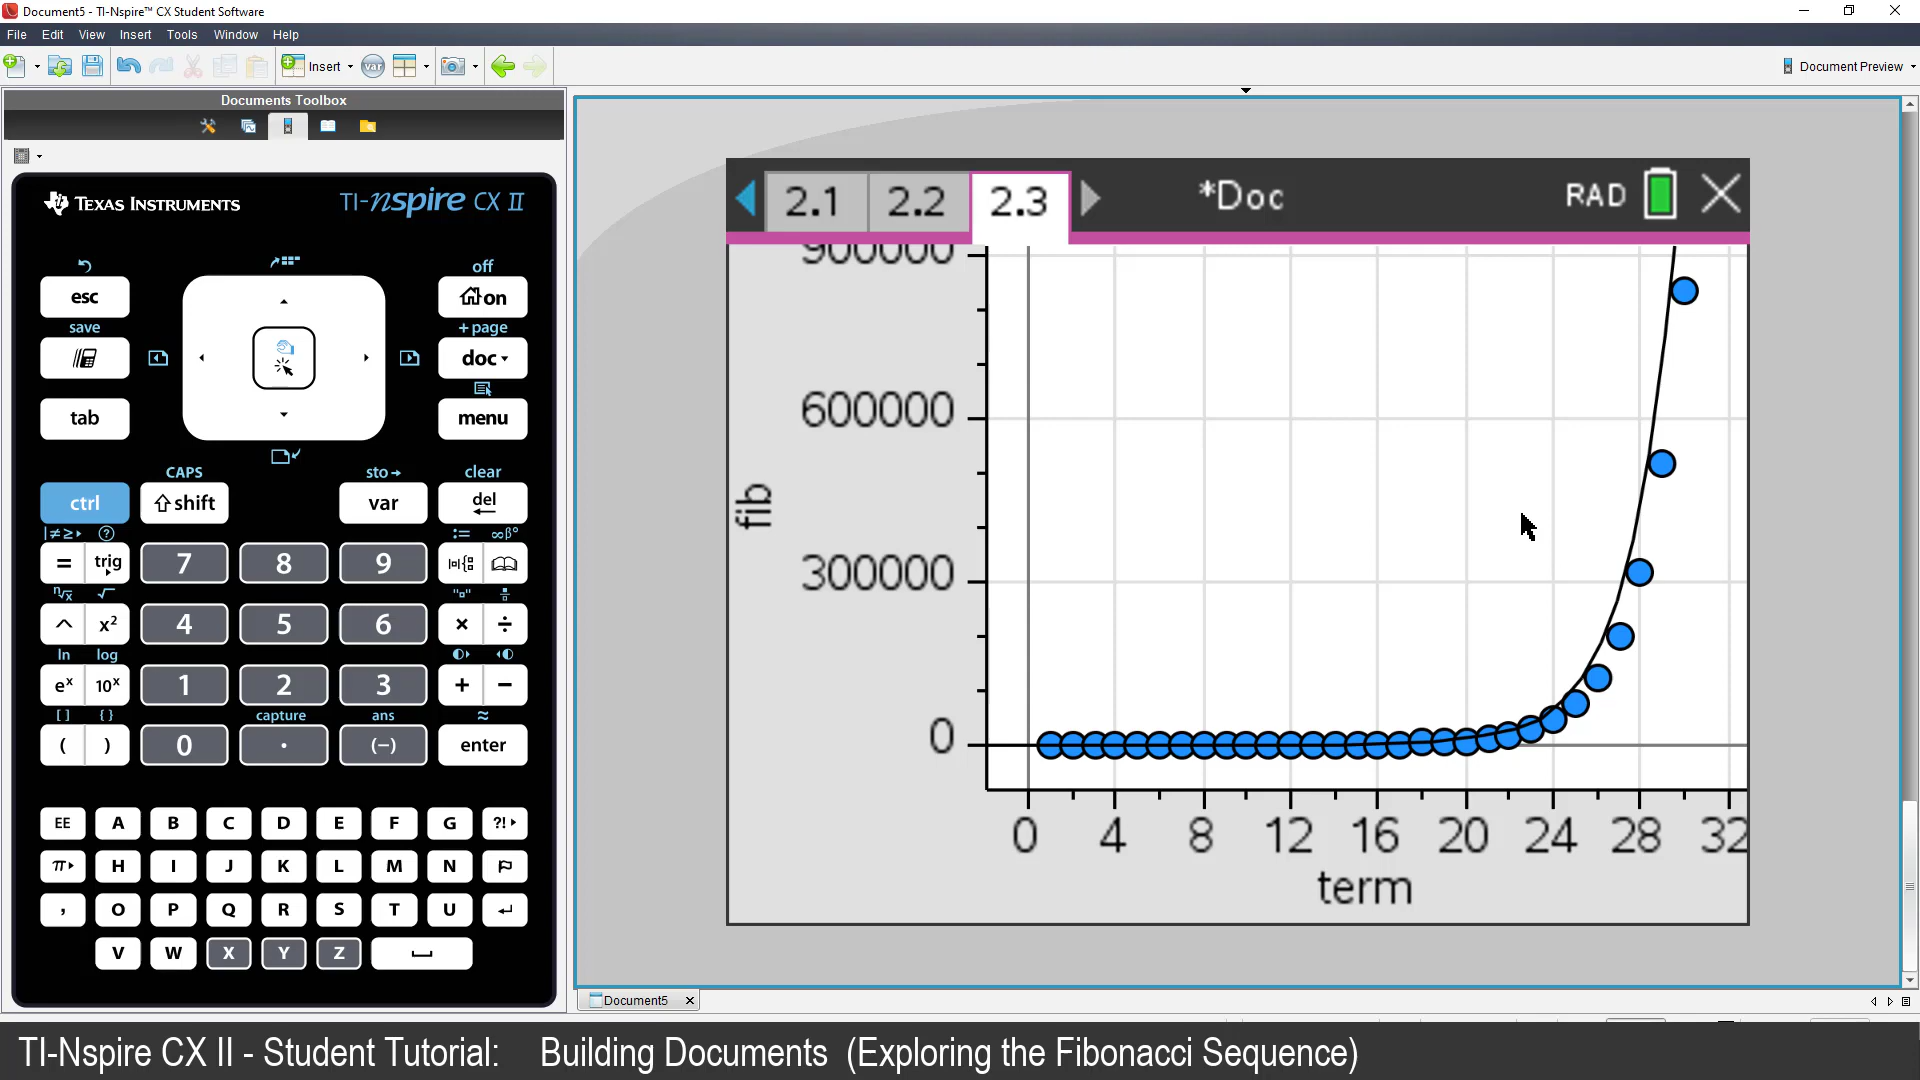 Document5 - TI-Nspire™ CX Student Software
File Edit View Insert Tools Window Help
Insert var Document Preview
Documents Toolbox
TEXAS INSTRUMENTS TI-nspire CX II
off
esc on
save + page
doc
tab menu
CAPS sto→ clear
ctrl shift var del
|≠≥▸ ? := ∞β°
= trig 7 8 9
ⁿ√x √ "▫"
^ x² 4 5 6 × ÷
ln log
eˣ 10ˣ 1 2 3 + −
[ ] { } capture ans ≈
( ) 0 . (−) enter
EE A B C D E F G ?!▸
π▸ H I J K L M N
, O P Q R S T U ↵
V W X Y Z
2.1 2.2 2.3 *Doc RAD
900000
600000
300000
0
fib
0 4 8 12 16 20 24 28 32
term
Document5
TI-Nspire CX II - Student Tutorial: Building Documents (Exploring the Fibonacci Sequence)